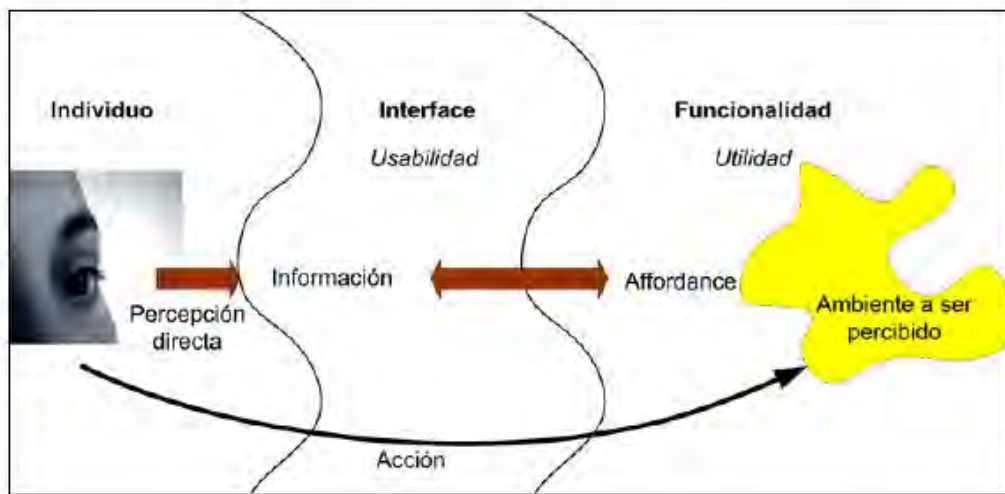 Individuo
Interface
Funcionalidad
Usabilidad
Utilidad
Información
Affordance
Percepción
directa
Ambiente a ser
percibido
Acción